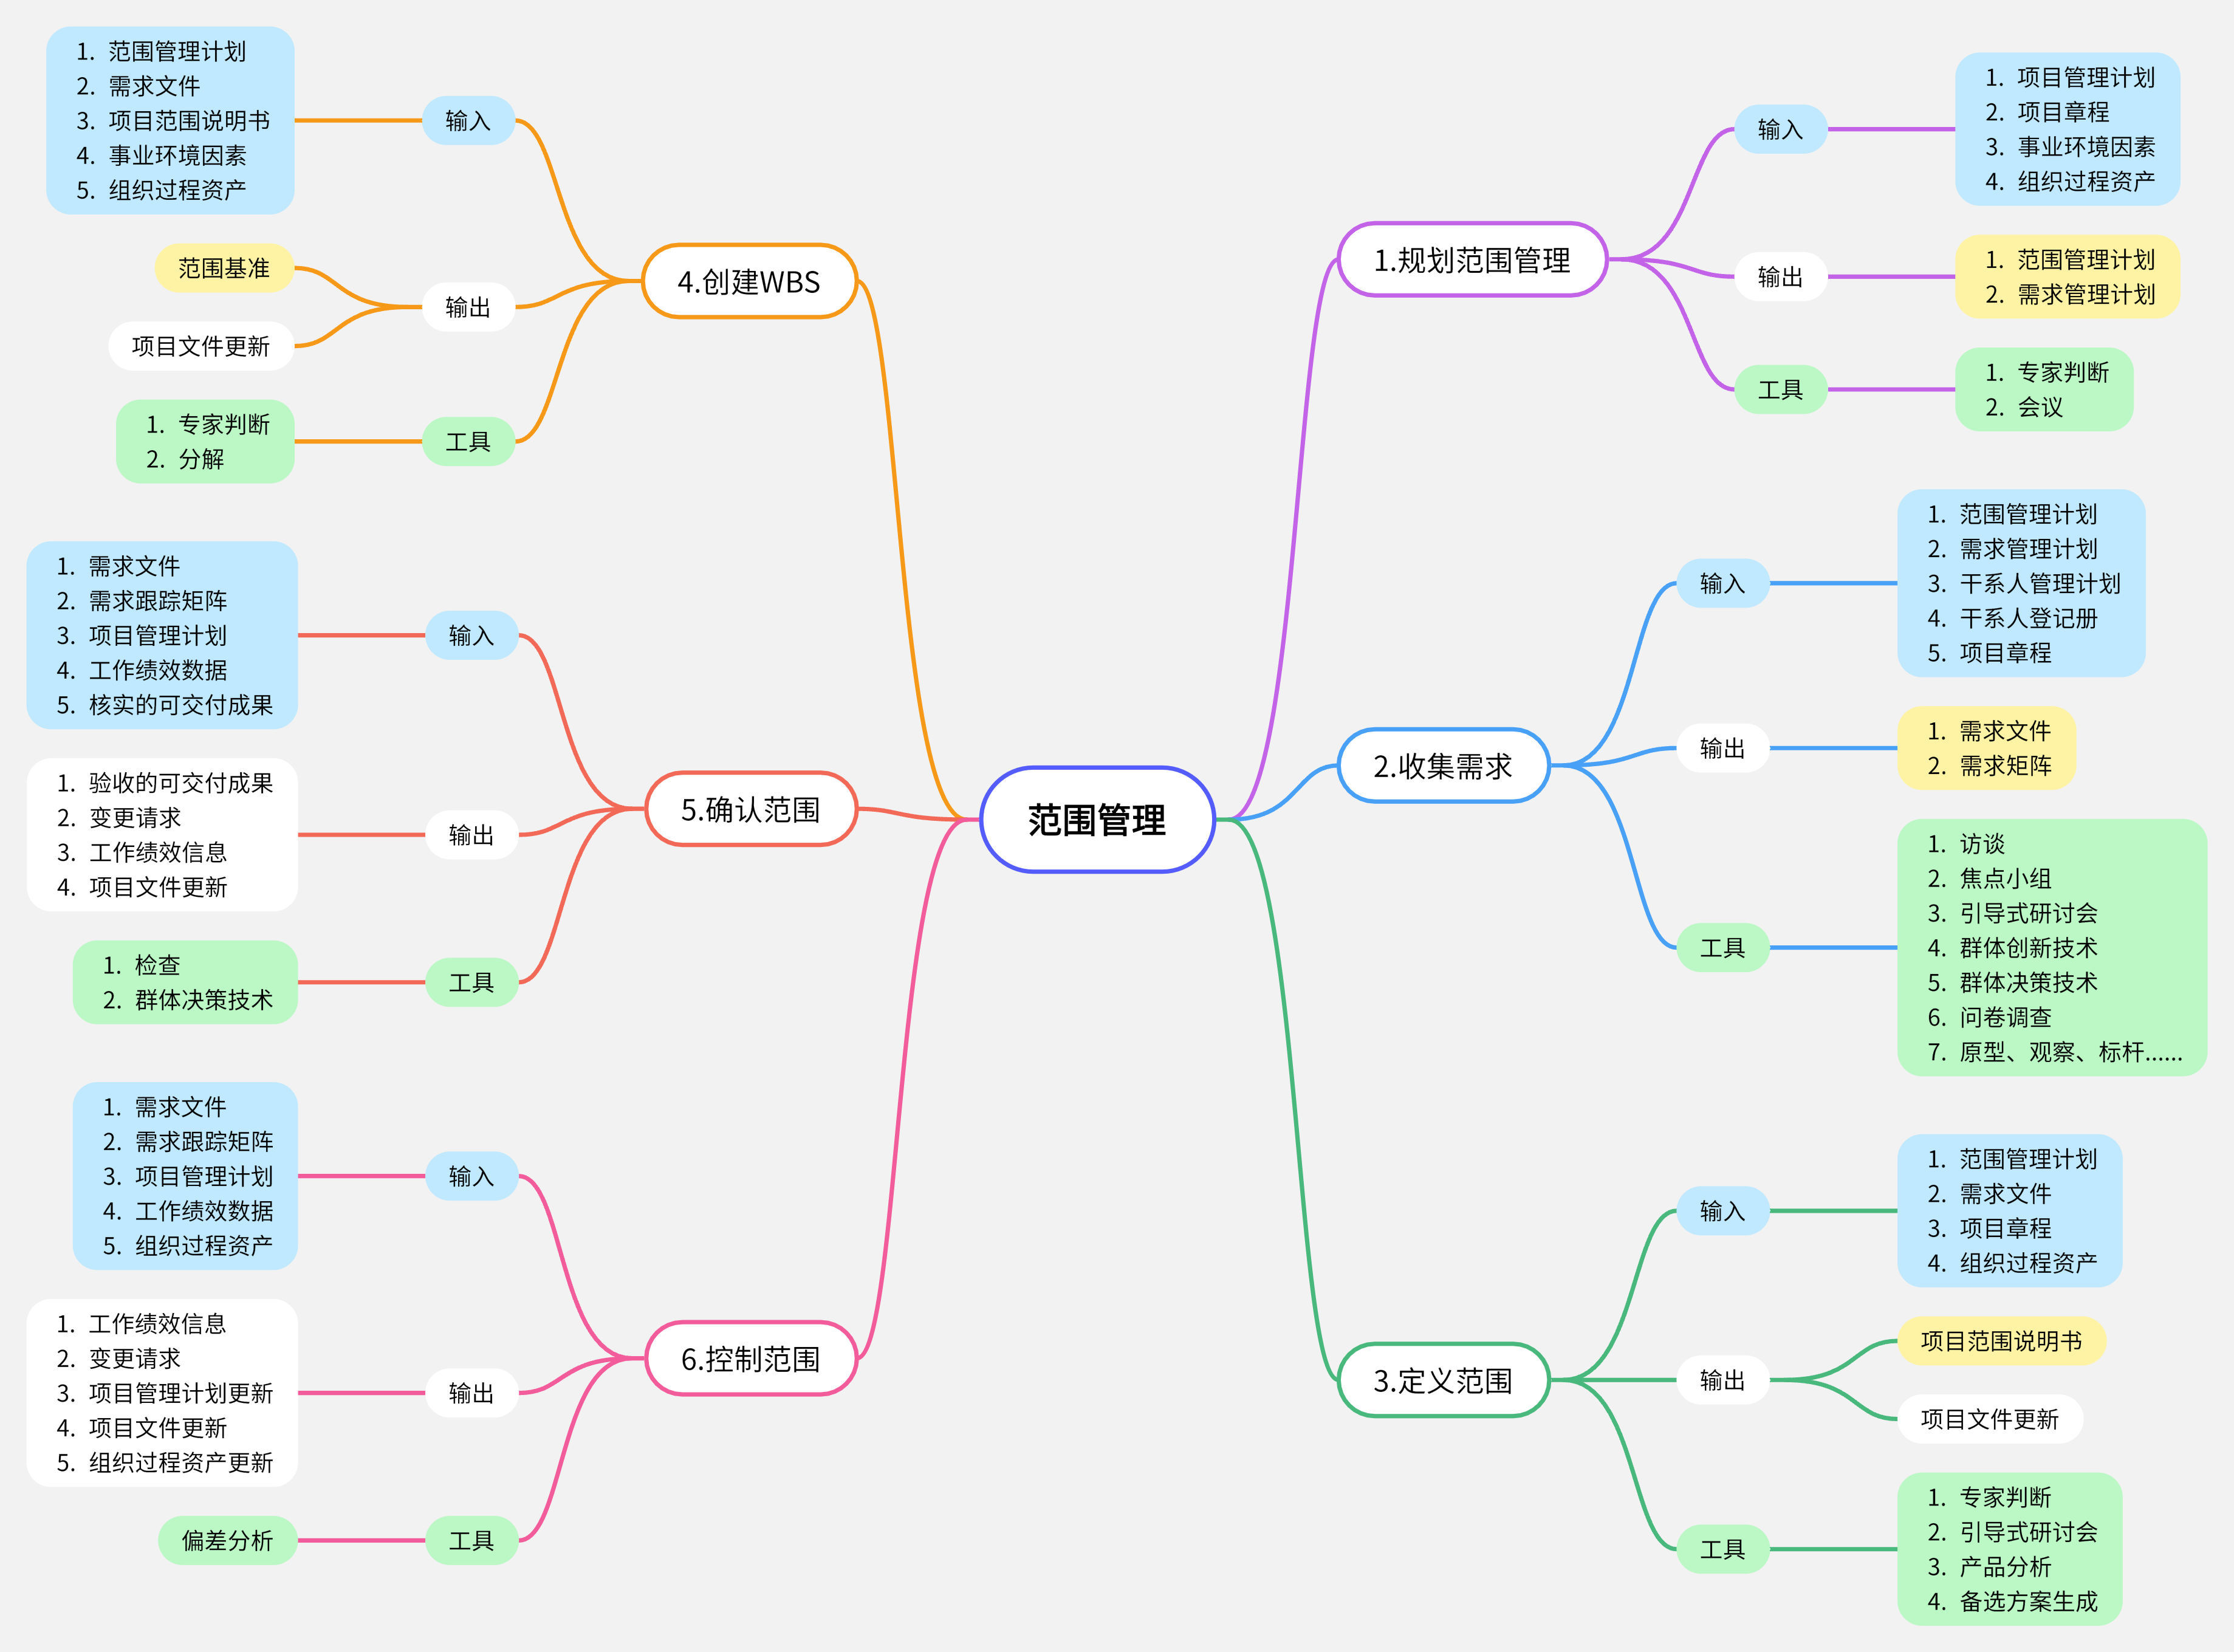 范围管理
1.规划范围管理
输入
1. 项目管理计划
2. 项目章程
3. 事业环境因素
4. 组织过程资产
输出
1. 范围管理计划
2. 需求管理计划
工具
1. 专家判断
2. 会议
2.收集需求
输入
1. 范围管理计划
2. 需求管理计划
3. 干系人管理计划
4. 干系人登记册
5. 项目章程
输出
1. 需求文件
2. 需求矩阵
工具
1. 访谈
2. 焦点小组
3. 引导式研讨会
4. 群体创新技术
5. 群体决策技术
6. 问卷调查
7. 原型、观察、标杆......
3.定义范围
输入
1. 范围管理计划
2. 需求文件
3. 项目章程
4. 组织过程资产
输出
项目范围说明书
项目文件更新
工具
1. 专家判断
2. 引导式研讨会
3. 产品分析
4. 备选方案生成
4.创建WBS
输入
1. 范围管理计划
2. 需求文件
3. 项目范围说明书
4. 事业环境因素
5. 组织过程资产
输出
范围基准
项目文件更新
工具
1. 专家判断
2. 分解
5.确认范围
输入
1. 需求文件
2. 需求跟踪矩阵
3. 项目管理计划
4. 工作绩效数据
5. 核实的可交付成果
输出
1. 验收的可交付成果
2. 变更请求
3. 工作绩效信息
4. 项目文件更新
工具
1. 检查
2. 群体决策技术
6.控制范围
输入
1. 需求文件
2. 需求跟踪矩阵
3. 项目管理计划
4. 工作绩效数据
5. 组织过程资产
输出
1. 工作绩效信息
2. 变更请求
3. 项目管理计划更新
4. 项目文件更新
5. 组织过程资产更新
工具
偏差分析